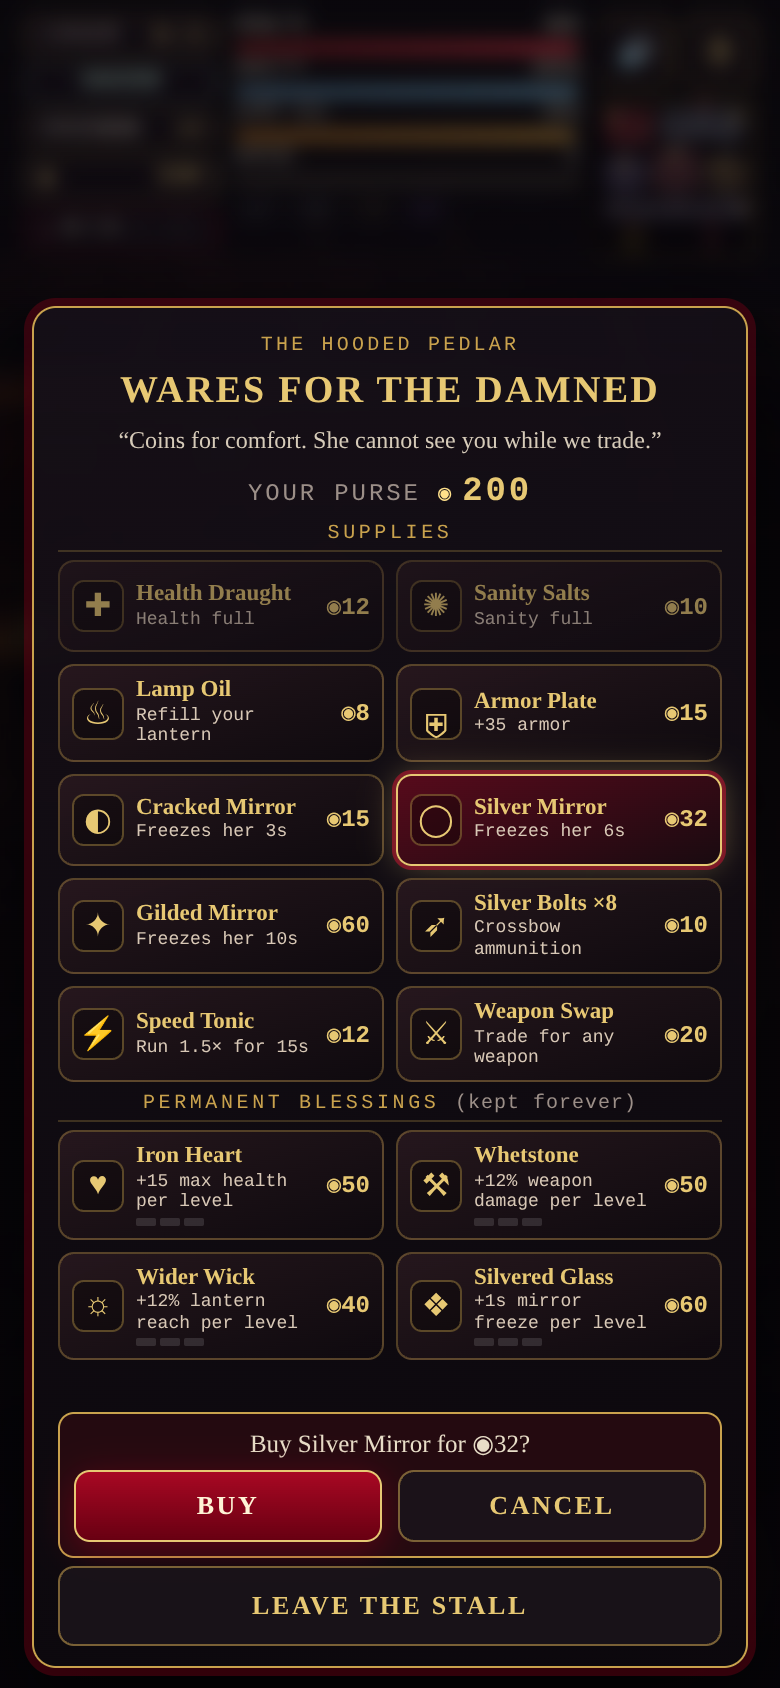 THE HOODED PEDLAR
WARES FOR THE DAMNED
“Coins for comfort. She cannot see you while we trade.”
YOUR PURSE ◉ 200
SUPPLIES
Health Draught
Health full
◉12
Sanity Salts
Sanity full
◉10
Lamp Oil
Refill your
lantern
◉8
Armor Plate
+35 armor
◉15
Cracked Mirror
Freezes her 3s
◉15
Silver Mirror
Freezes her 6s
◉32
Gilded Mirror
Freezes her 10s
◉60
Silver Bolts ×8
Crossbow
ammunition
◉10
Speed Tonic
Run 1.5× for 15s
◉12
Weapon Swap
Trade for any
weapon
◉20
PERMANENT BLESSINGS (kept forever)
Iron Heart
+15 max health
per level
◉50
Whetstone
+12% weapon
damage per level
◉50
Wider Wick
+12% lantern
reach per level
◉40
Silvered Glass
+1s mirror
freeze per level
◉60
Buy Silver Mirror for ◉32?
BUY
CANCEL
LEAVE THE STALL